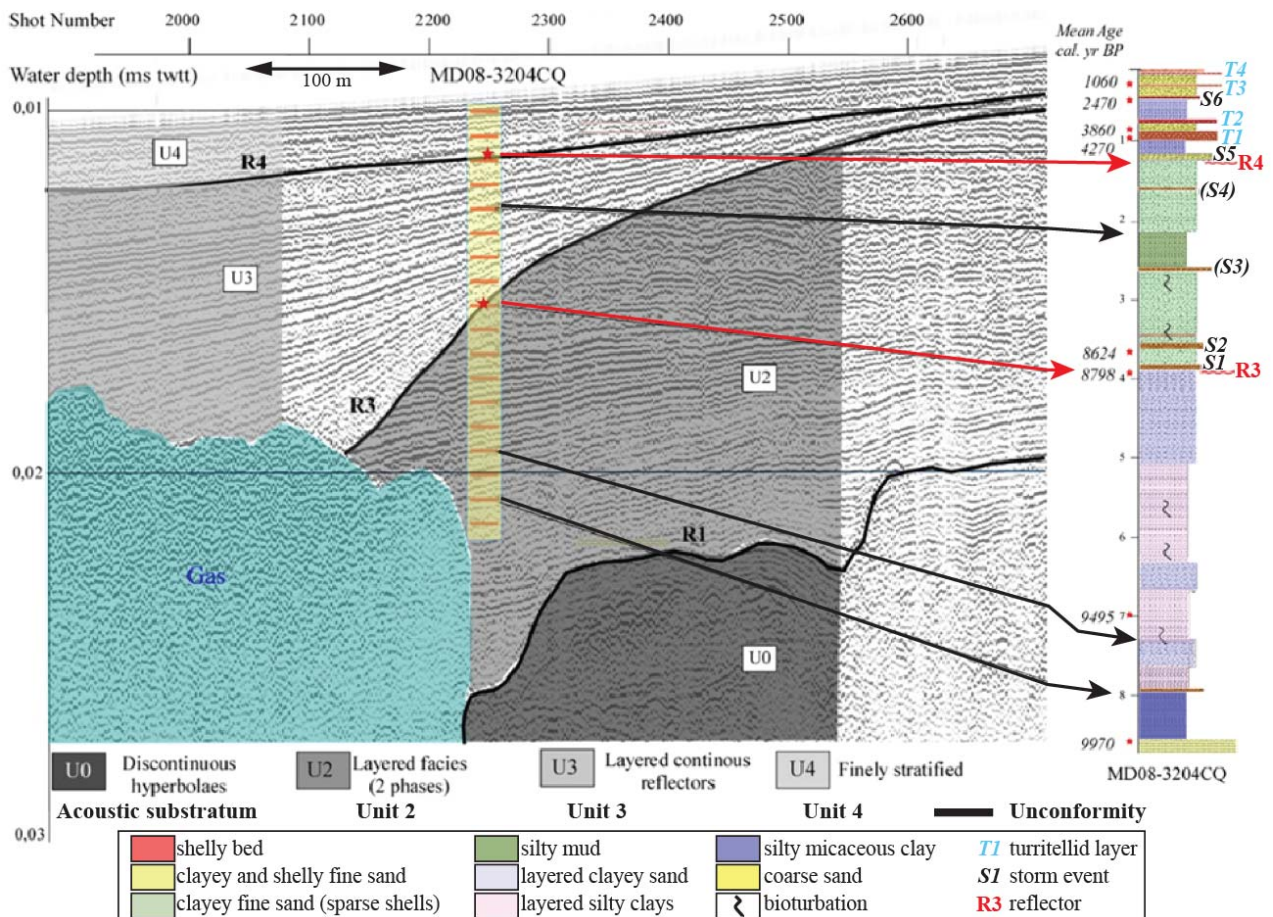 Shot Number 2000 2100 2200 2300 2400 2500 2600
Mean Age
cal. yr BP
Water depth (ms twtt) 100 m MD08-3204CQ
0,01
U4
R4
U3
R3
U2
0,02
R1
Gas
U0
1060
2470
3860
4270
8624
8798
9495
9970
1
2
3
4
5
6
7
8
T4
T3
S6
T2
T1
S5
R4
(S4)
(S3)
S2
S1
R3
MD08-3204CQ
U0 Discontinuous
hyperbolaes
U2 Layered facies
(2 phases)
U3 Layered continous
reflectors
U4 Finely stratified
Acoustic substratum Unit 2 Unit 3 Unit 4 Unconformity
0,03
shelly bed silty mud silty micaceous clay T1 turritellid layer
clayey and shelly fine sand layered clayey sand coarse sand S1 storm event
clayey fine sand (sparse shells) layered silty clays bioturbation R3 reflector